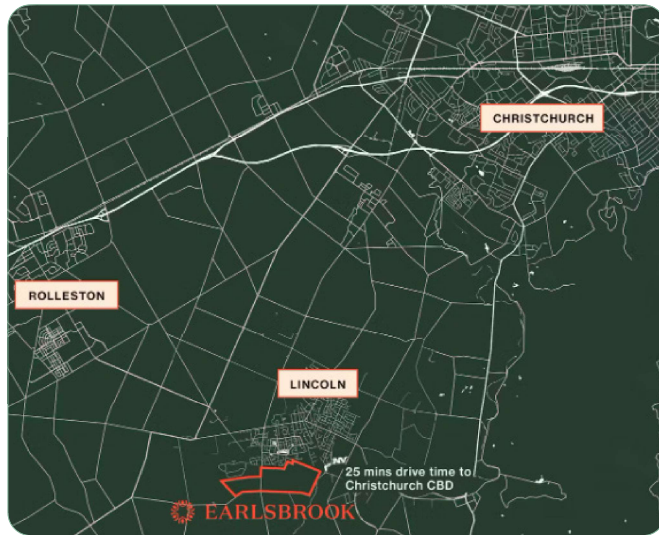 CHRISTCHURCH
ROLLESTON
LINCOLN
25 mins drive time to
Christchurch CBD
EARLSBROOK